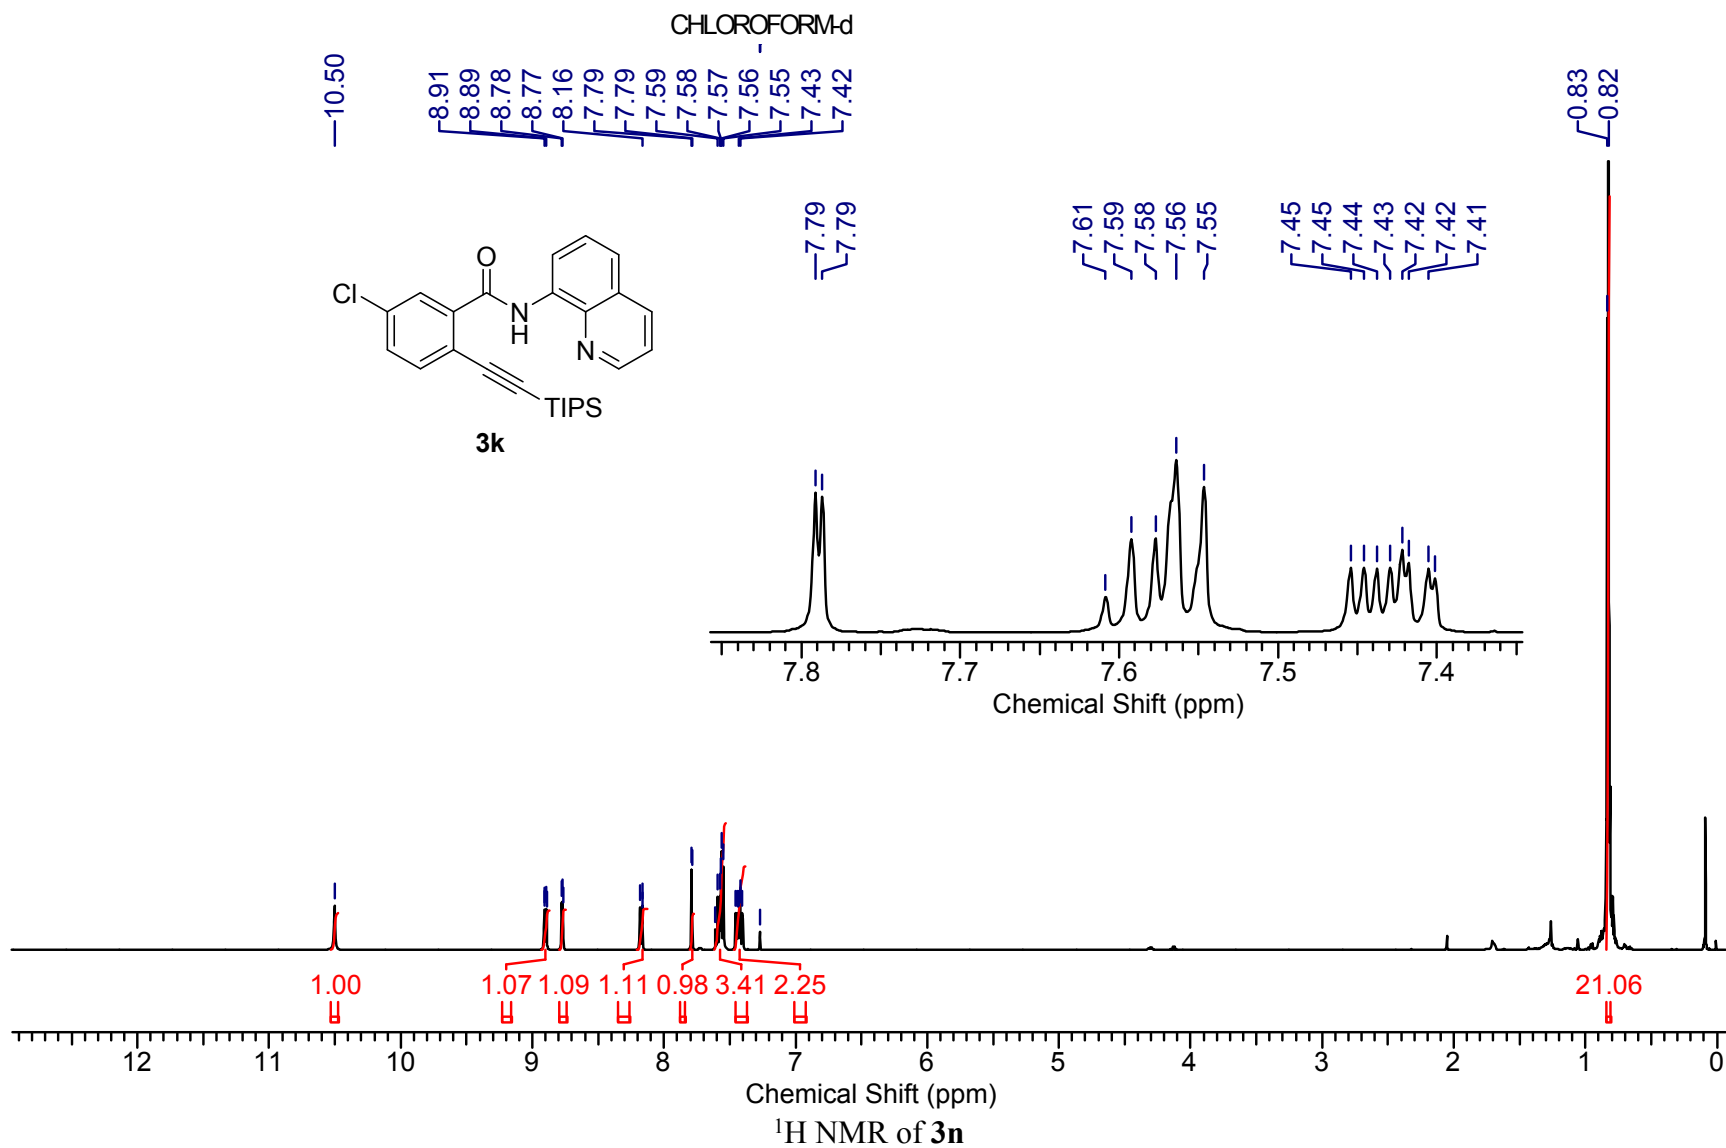 CHLOROFORM-d
10.50
8.91
8.89
8.78
8.77
8.16
7.79
7.79
7.59
7.58
7.57
7.56
7.55
7.43
7.42
0.83
0.82
7.79
7.79
7.61
7.59
7.58
7.56
7.55
7.45
7.45
7.44
7.43
7.42
7.42
7.41
O
Cl
N
H
N
TIPS
3k
7.8 7.7 7.6 7.5 7.4
Chemical Shift (ppm)
1.00 1.07 1.09 1.11 0.98 3.41 2.25 21.06
12 11 10 9 8 7 6 5 4 3 2 1 0
Chemical Shift (ppm)
¹H NMR of 3n